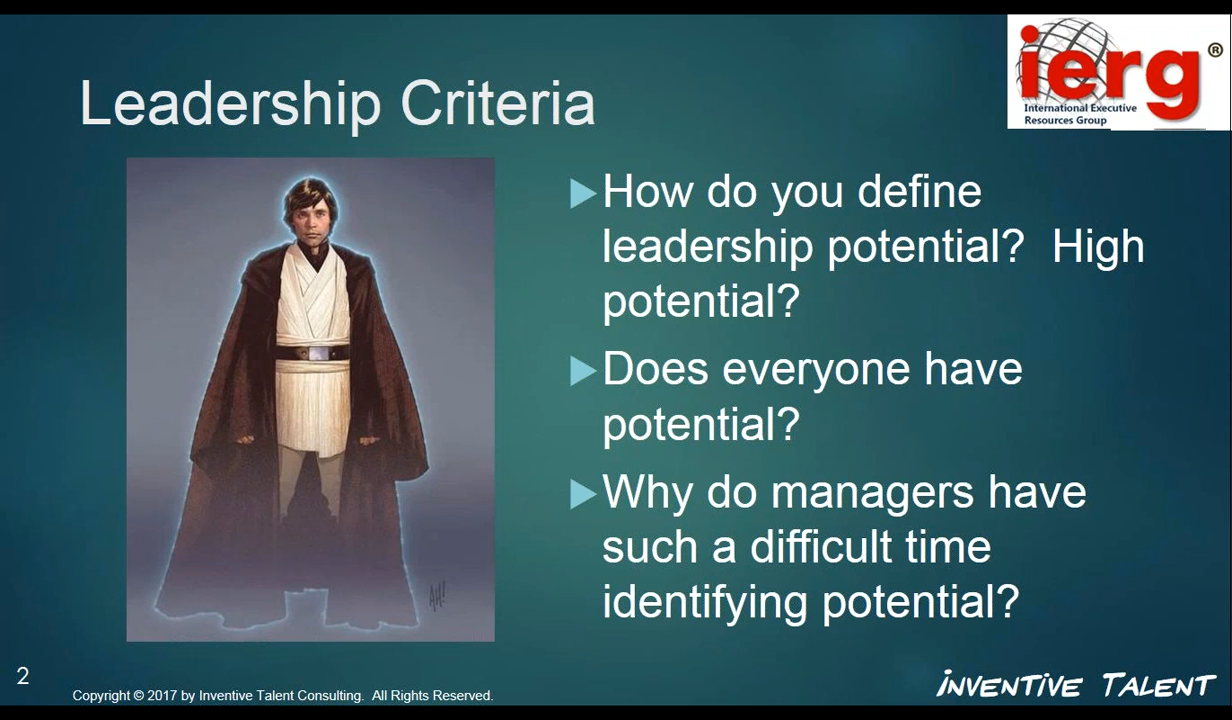 Leadership Criteria
ierg®
International Executive
Resources Group
How do you define
leadership potential?  High
potential?
Does everyone have
potential?
Why do managers have
such a difficult time
identifying potential?
AH!
2
Copyright © 2017 by Inventive Talent Consulting.  All Rights Reserved.
INVENTIVE TALENT